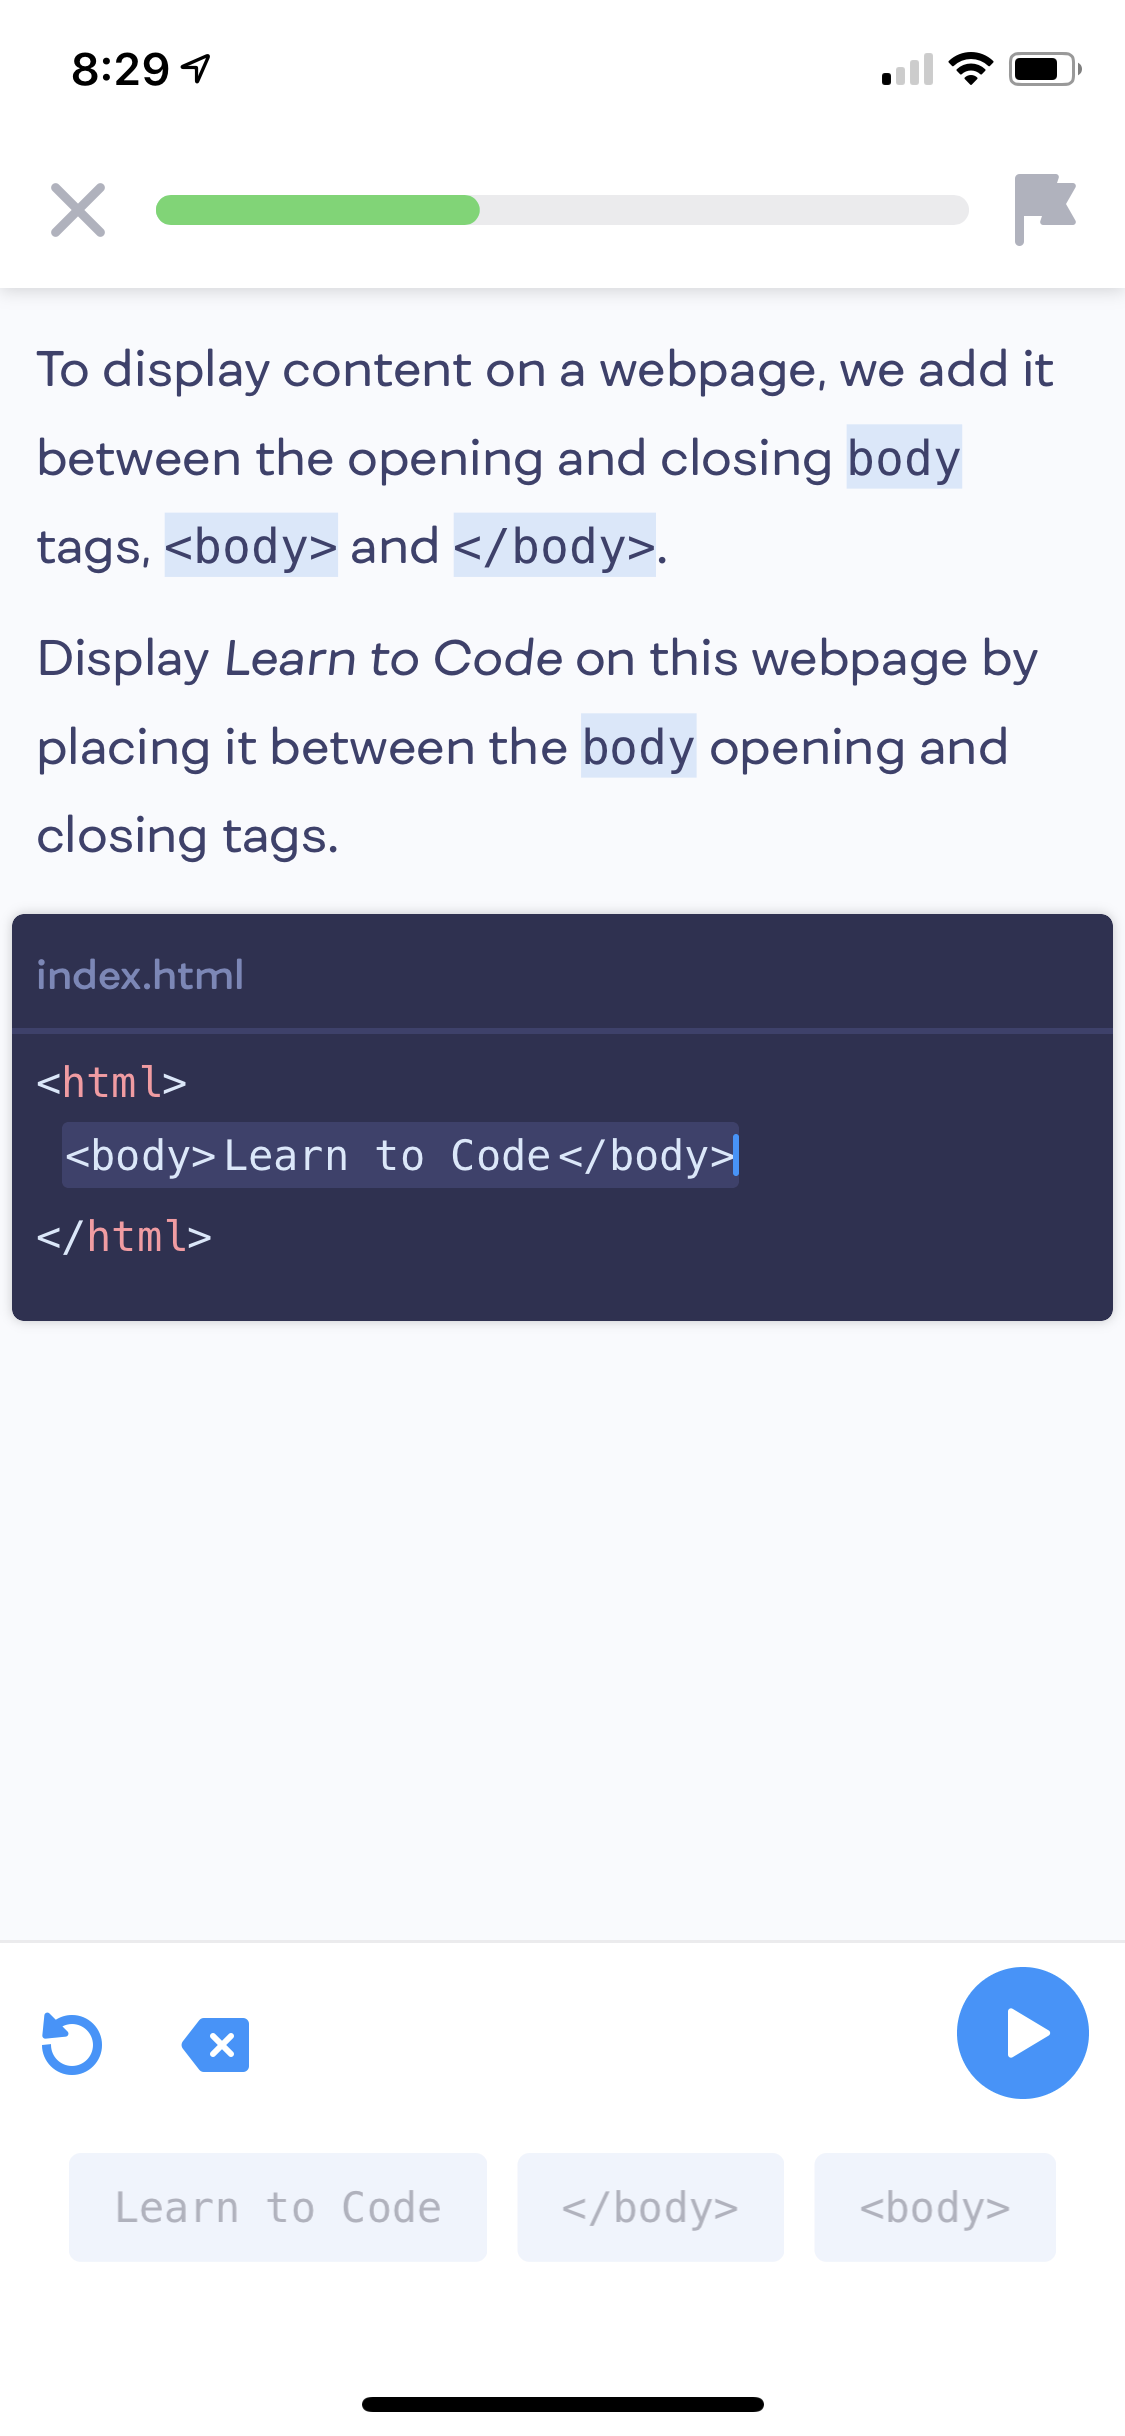 8:29
To display content on a webpage, we add it
between the opening and closing body
tags, <body> and </body>.
Display Learn to Code on this webpage by
placing it between the body opening and
closing tags.
index.html
<html>
<body>Learn to Code</body>
</html>
Learn to Code </body> <body>